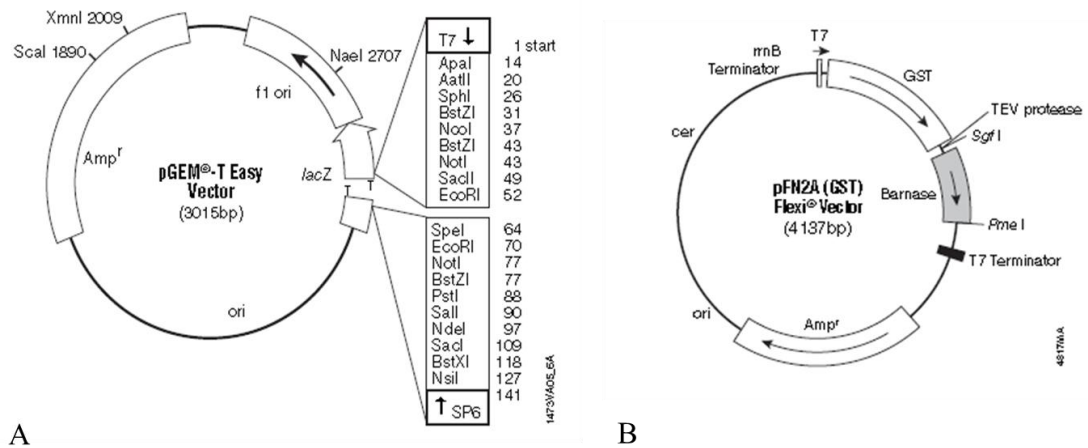 XmnI 2009
ScaI 1890
NaeI 2707
f1 ori
Ampr
pGEM®-T Easy
Vector
(3015bp)
lacZ
T
T
ori
T7 ↓
1 start
ApaI 14
AatII 20
SphI 26
BstZI 31
NcoI 37
BstZI 43
NotI 43
SacII 49
EcoRI 52
SpeI 64
EcoRI 70
NotI 77
BstZI 77
PstI 88
SalI 90
NdeI 97
SacI 109
BstXI 118
NsiI 127
141
↑ SP6
1473VA05_6A
A
T7
rrnB
Terminator
GST
TEV protease
SgfI
cer
pFN2A (GST)
Flexi® Vector
(4137bp)
Barnase
PmeI
T7 Terminator
ori
Ampr
4817MA
B